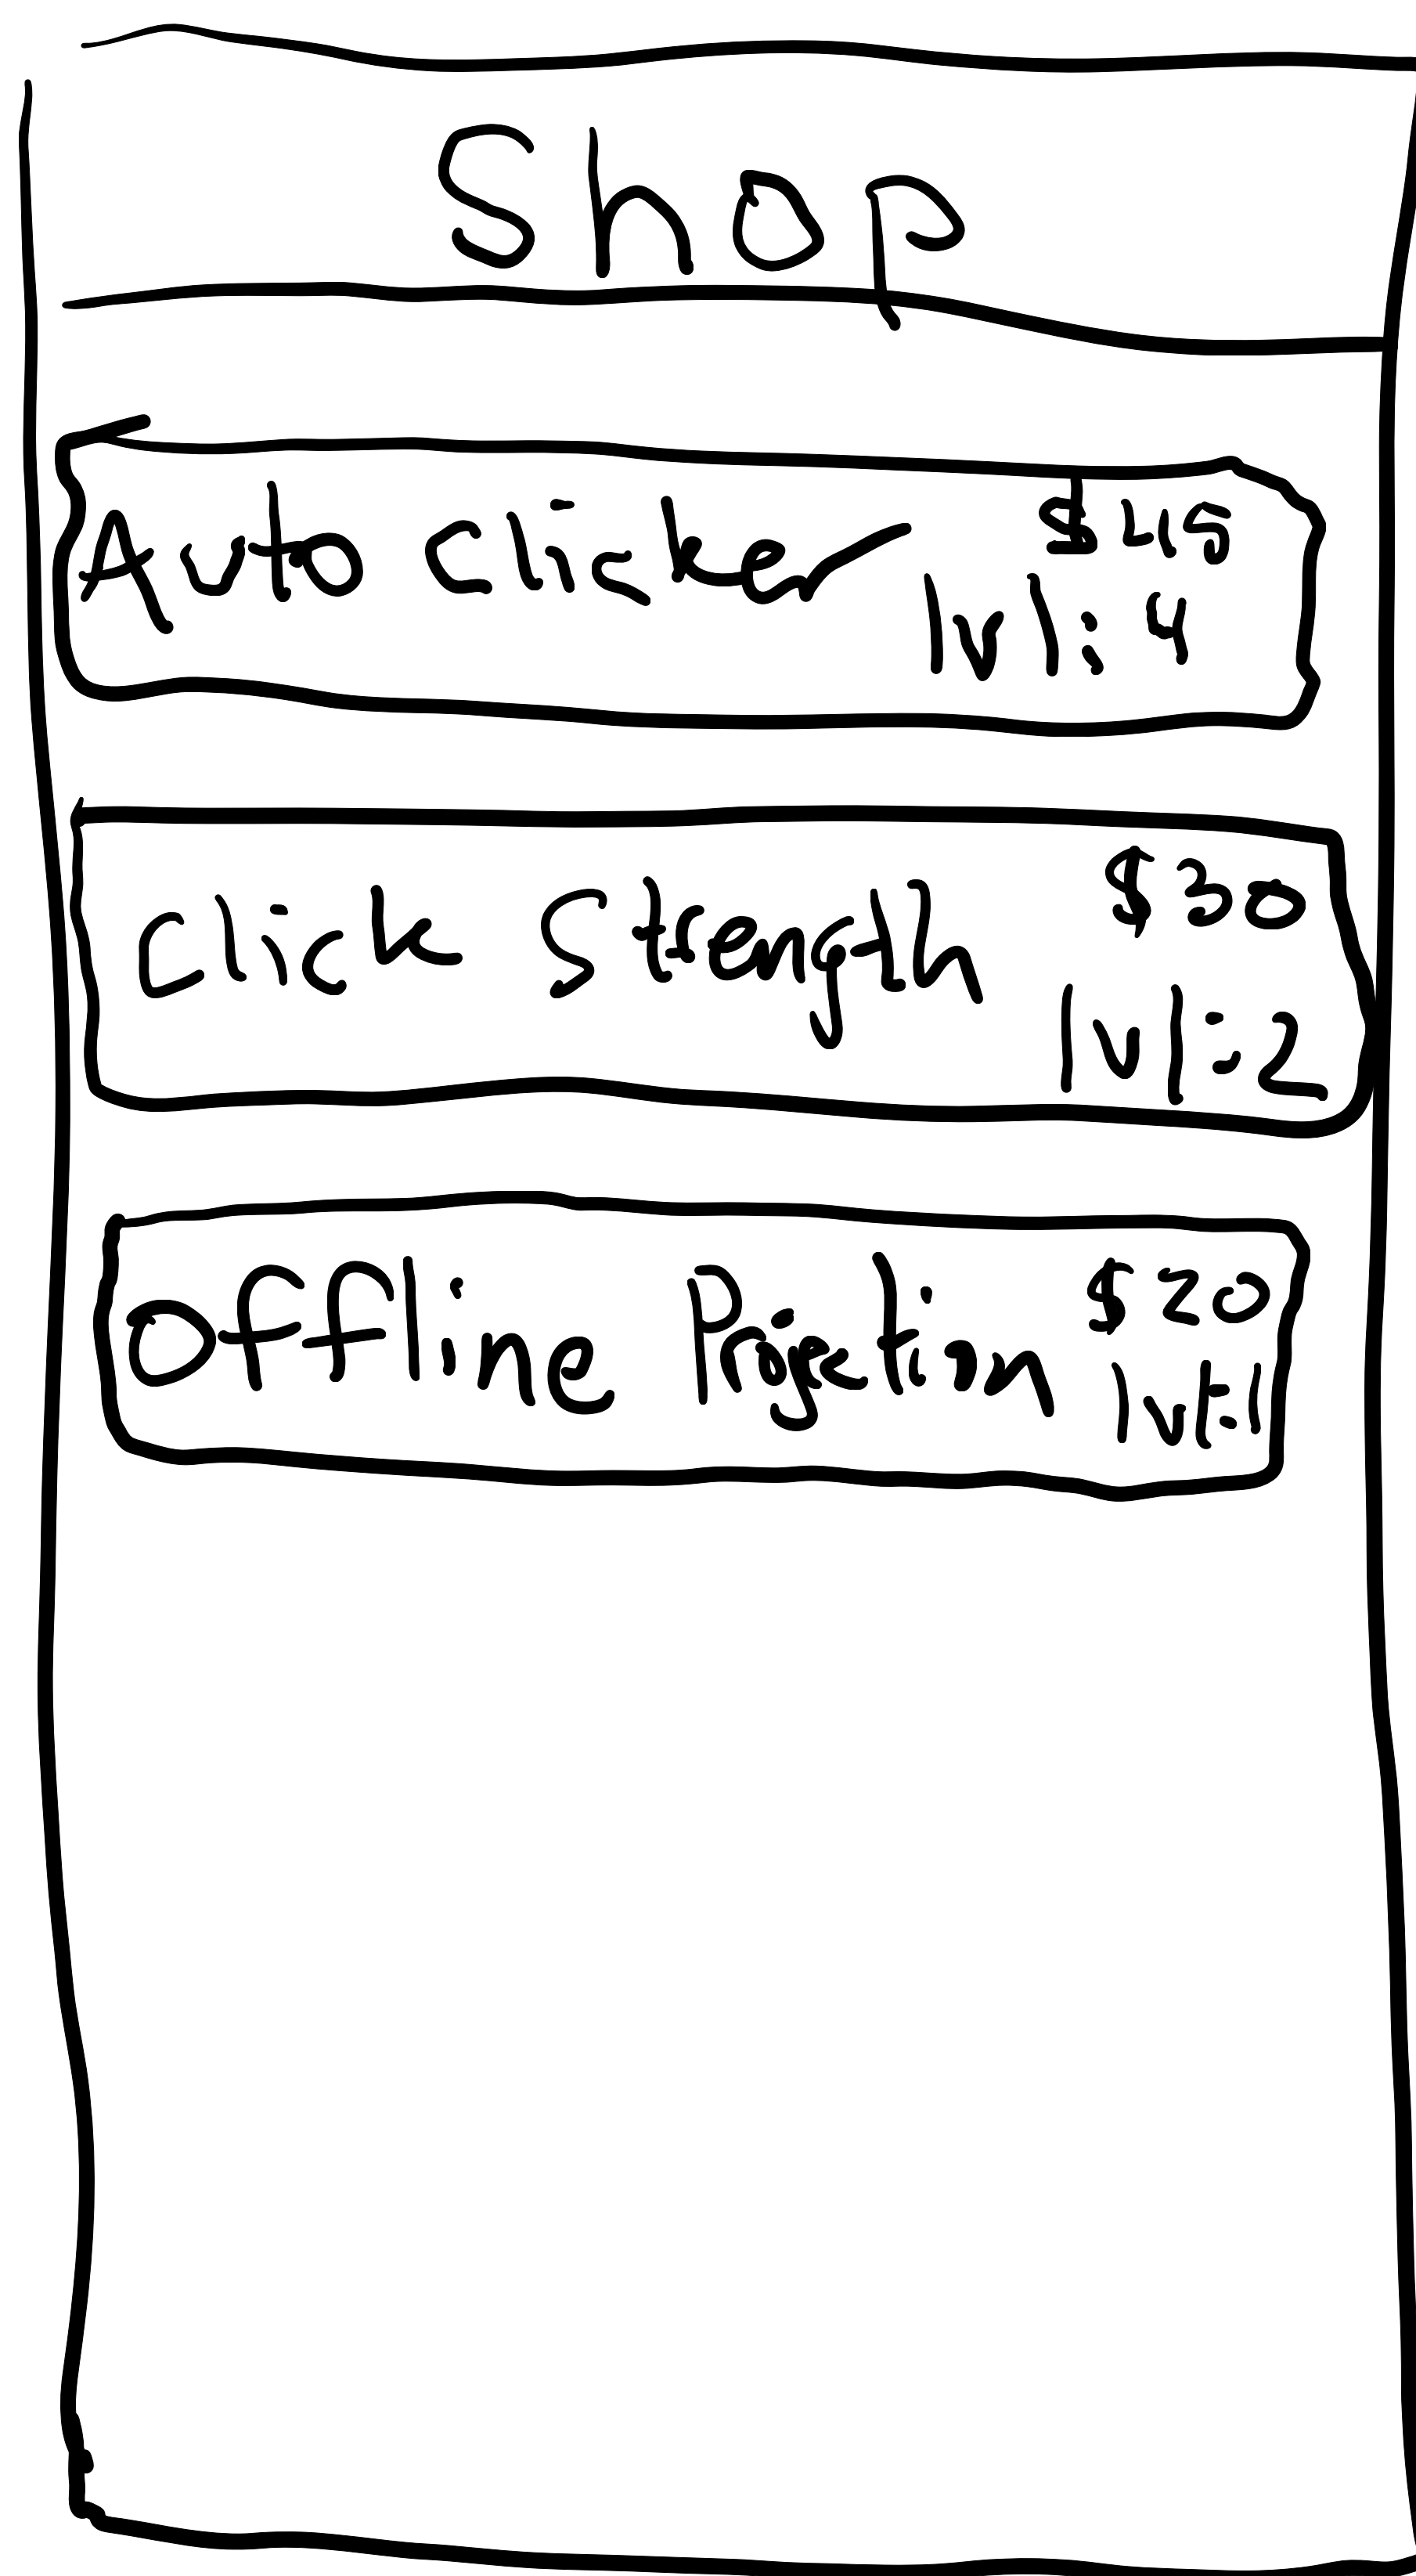 Shop
Auto Clicker $45
lvl: 4
Click Strength $30
lvl: 2
Offline Projection $20
lvl: 1